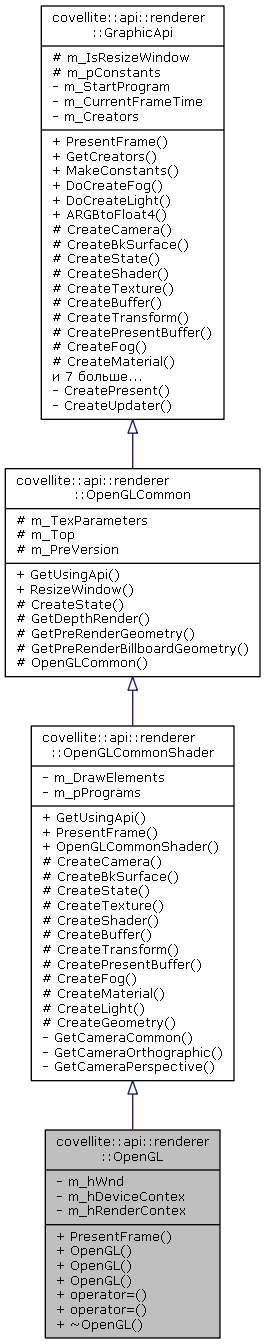 covellite::api::renderer
::GraphicApi
# m_IsResizeWindow
# m_pConstants
- m_StartProgram
- m_CurrentFrameTime
- m_Creators
+ PresentFrame()
+ GetCreators()
+ MakeConstants()
+ DoCreateFog()
+ DoCreateLight()
+ ARGBtoFloat4()
# CreateCamera()
# CreateBkSurface()
# CreateState()
# CreateShader()
# CreateTexture()
# CreateBuffer()
# CreateTransform()
# CreatePresentBuffer()
# CreateFog()
# CreateMaterial()
и 7 больше...
- CreatePresent()
- CreateUpdater()
covellite::api::renderer
::OpenGLCommon
# m_TexParameters
# m_Top
# m_PreVersion
+ GetUsingApi()
+ ResizeWindow()
# CreateState()
# GetDepthRender()
# GetPreRenderGeometry()
# GetPreRenderBillboardGeometry()
# OpenGLCommon()
covellite::api::renderer
::OpenGLCommonShader
- m_DrawElements
- m_pPrograms
+ GetUsingApi()
+ PresentFrame()
+ OpenGLCommonShader()
# CreateCamera()
# CreateBkSurface()
# CreateState()
# CreateTexture()
# CreateShader()
# CreateBuffer()
# CreateTransform()
# CreatePresentBuffer()
# CreateFog()
# CreateMaterial()
# CreateLight()
# CreateGeometry()
- GetCameraCommon()
- GetCameraOrthographic()
- GetCameraPerspective()
covellite::api::renderer
::OpenGL
- m_hWnd
- m_hDeviceContex
- m_hRenderContex
+ PresentFrame()
+ OpenGL()
+ OpenGL()
+ OpenGL()
+ operator=()
+ operator=()
+ ~OpenGL()